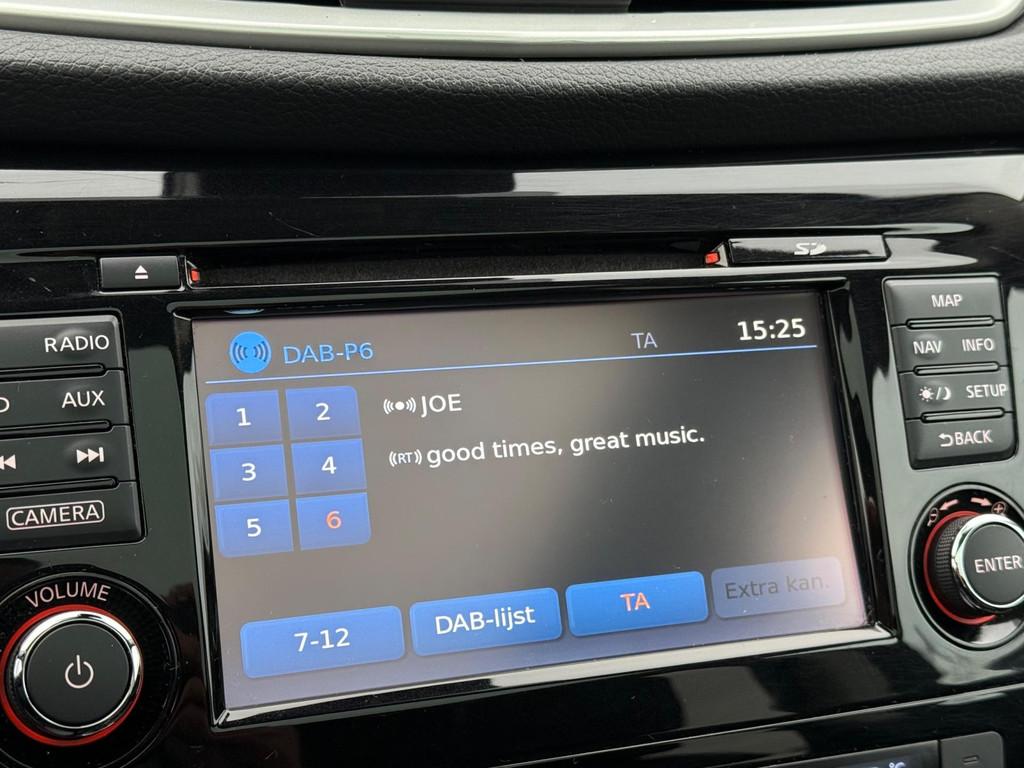 SD
MAP
RADIO
DAB-P6
TA
15:25
NAV
INFO
AUX
1
2
JOE
SETUP
3
4
(RT) good times, great music.
BACK
CAMERA
5
6
VOLUME
ENTER
7-12
DAB-lijst
TA
Extra kan.